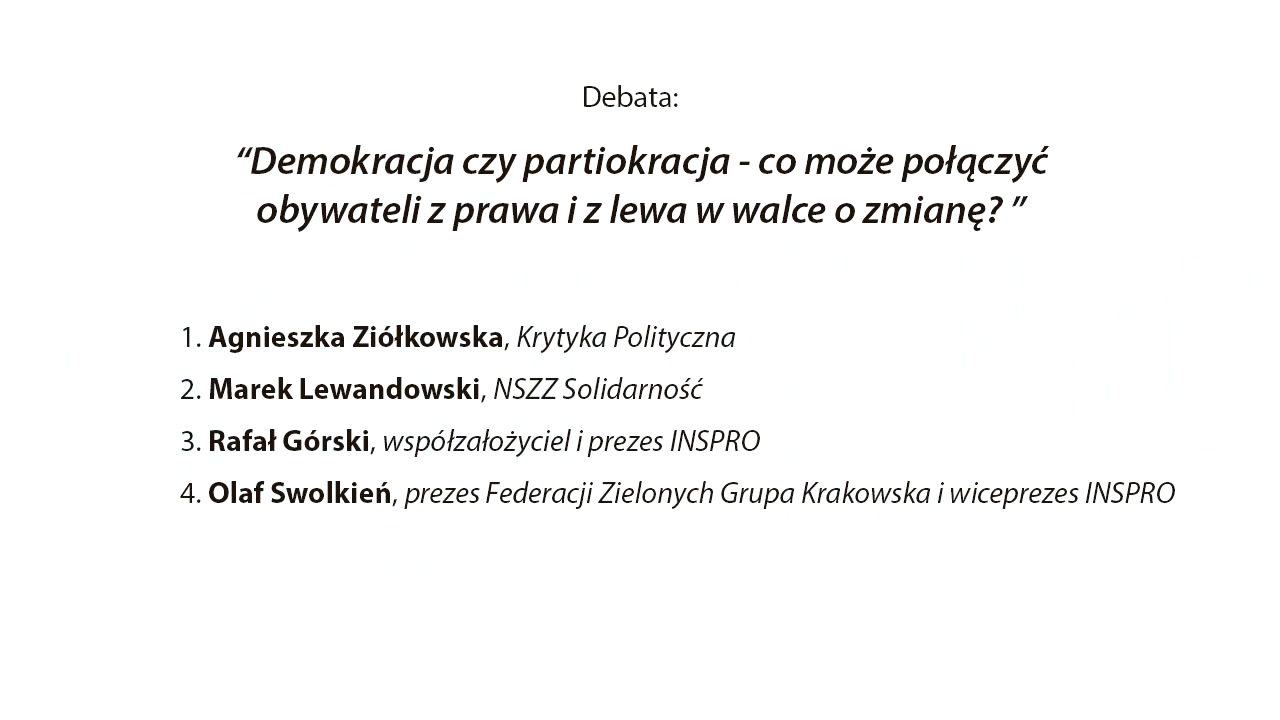 Debata:
“Demokracja czy partiokracja - co może połączyć
obywateli z prawa i z lewa w walce o zmianę? ”
1. Agnieszka Ziółkowska, Krytyka Polityczna
2. Marek Lewandowski, NSZZ Solidarność
3. Rafał Górski, współzałożyciel i prezes INSPRO
4. Olaf Swolkień, prezes Federacji Zielonych Grupa Krakowska i wiceprezes INSPRO